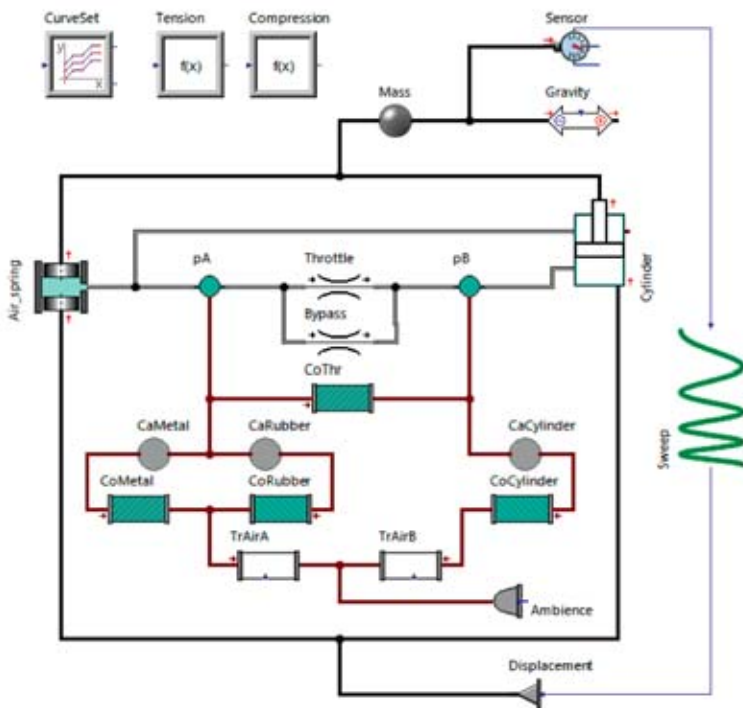 CurveSet
Tension
Compression
Sensor
y
x
f(x)
f(x)
Mass
Gravity
Air_spring
pA
Throttle
pB
Cylinder
Bypass
CoThr
CaMetal
CaRubber
CaCylinder
CoMetal
CoRubber
CoCylinder
Sweep
TrAirA
TrAirB
Ambience
Displacement